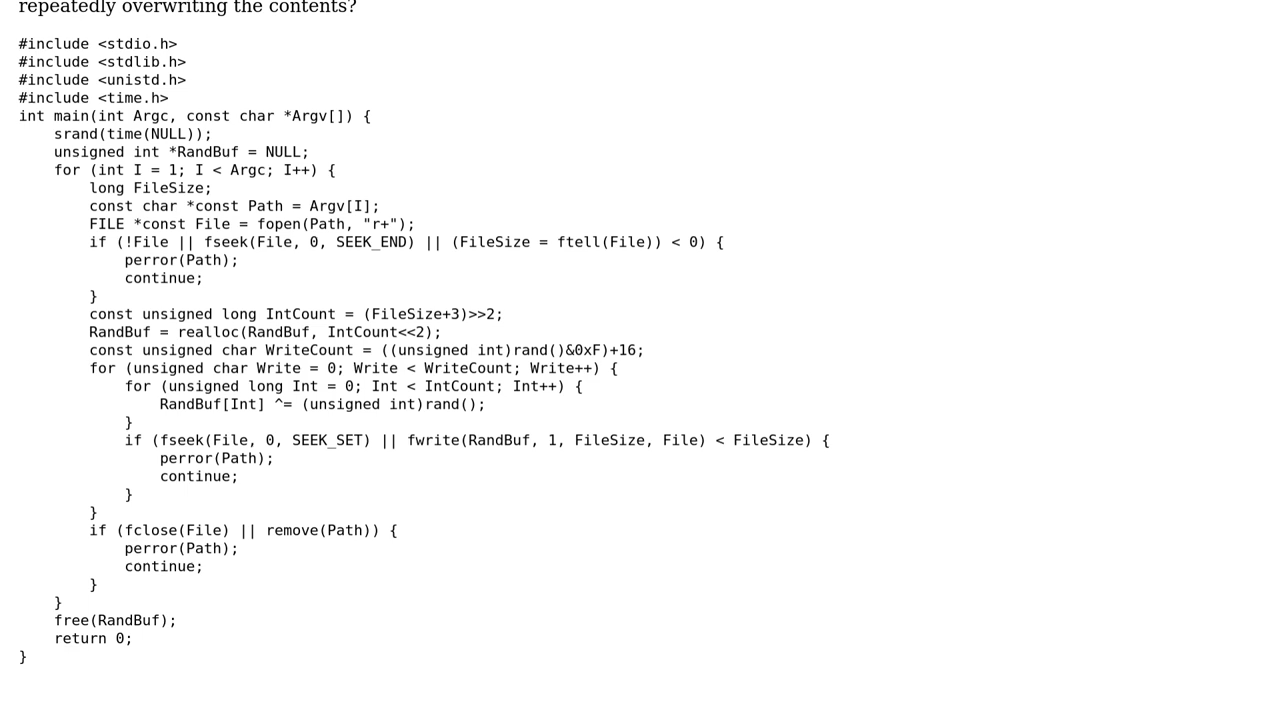 repeatedly overwriting the contents?
#include <stdio.h>
#include <stdlib.h>
#include <unistd.h>
#include <time.h>
int main(int Argc, const char *Argv[]) {
    srand(time(NULL));
    unsigned int *RandBuf = NULL;
    for (int I = 1; I < Argc; I++) {
        long FileSize;
        const char *const Path = Argv[I];
        FILE *const File = fopen(Path, "r+");
        if (!File || fseek(File, 0, SEEK_END) || (FileSize = ftell(File)) < 0) {
            perror(Path);
            continue;
        }
        const unsigned long IntCount = (FileSize+3)>>2;
        RandBuf = realloc(RandBuf, IntCount<<2);
        const unsigned char WriteCount = ((unsigned int)rand()&0xF)+16;
        for (unsigned char Write = 0; Write < WriteCount; Write++) {
            for (unsigned long Int = 0; Int < IntCount; Int++) {
                RandBuf[Int] ^= (unsigned int)rand();
            }
            if (fseek(File, 0, SEEK_SET) || fwrite(RandBuf, 1, FileSize, File) < FileSize) {
                perror(Path);
                continue;
            }
        }
        if (fclose(File) || remove(Path)) {
            perror(Path);
            continue;
        }
    }
    free(RandBuf);
    return 0;
}